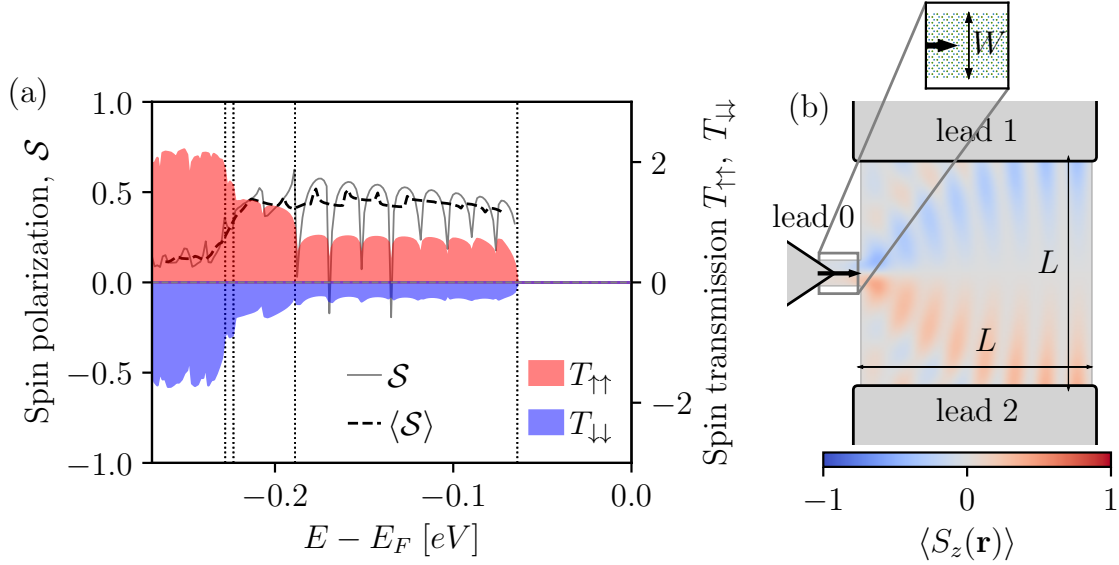 (a)
Spin polarization, 𝒮
1.0
0.5
0.0
−0.5
−1.0
𝒮
⟨𝒮⟩
T↑↑
T↓↓
2
0
−2
Spin transmission T↑↑, T↓↓
−0.2
−0.1
0.0
E − E_F [eV]
(b)
W
lead 1
lead 0
L
L
lead 2
−1
0
1
⟨S_z(r)⟩